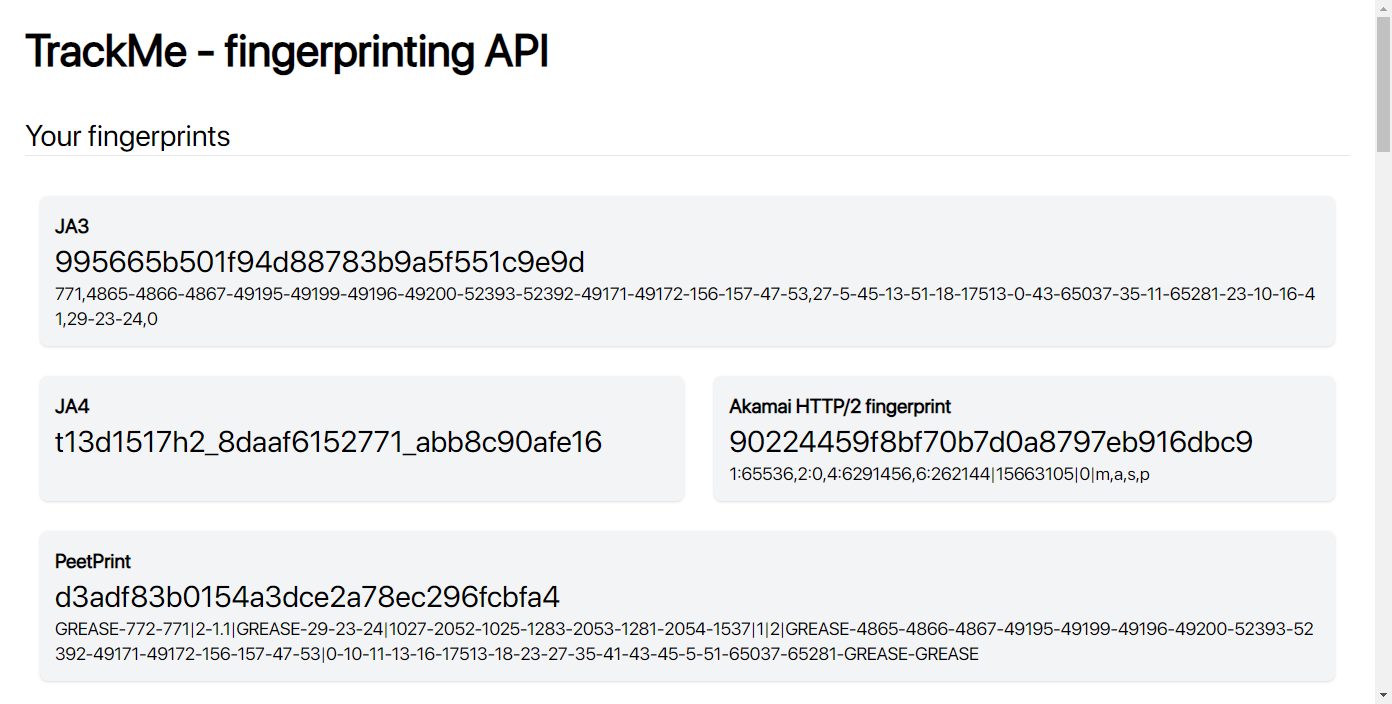 TrackMe - fingerprinting API
Your fingerprints
JA3
995665b501f94d88783b9a5f551c9e9d
771,4865-4866-4867-49195-49199-49196-49200-52393-52392-49171-49172-156-157-47-53,27-5-45-13-51-18-17513-0-43-65037-35-11-65281-23-10-16-4
1,29-23-24,0
JA4
t13d1517h2_8daaf6152771_abb8c90afe16
Akamai HTTP/2 fingerprint
90224459f8bf70b7d0a8797eb916dbc9
1:65536,2:0,4:6291456,6:262144|15663105|0|m,a,s,p
PeetPrint
d3adf83b0154a3dce2a78ec296fcbfa4
GREASE-772-771|2-1.1|GREASE-29-23-24|1027-2052-1025-1283-2053-1281-2054-1537|1|2|GREASE-4865-4866-4867-49195-49199-49196-49200-52393-52
392-49171-49172-156-157-47-53|0-10-11-13-16-17513-18-23-27-35-41-43-45-5-51-65037-65281-GREASE-GREASE